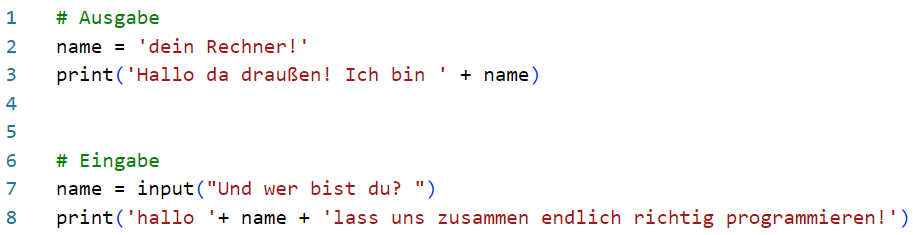 1 # Ausgabe
2 name = 'dein Rechner!'
3 print('Hallo da draußen! Ich bin ' + name)
4
5
6 # Eingabe
7 name = input("Und wer bist du? ")
8 print('hallo '+ name + 'lass uns zusammen endlich richtig programmieren!')